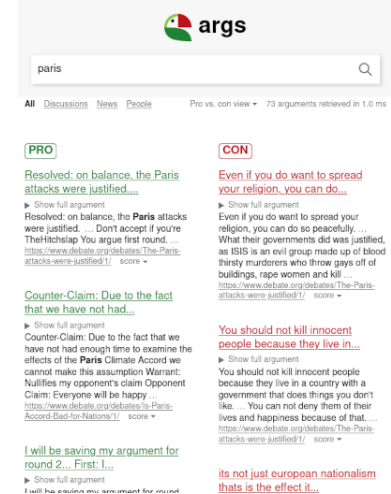 args
paris
All Discussions News People Pro vs. con view 73 arguments retrieved in 1.0 ms
PRO
Resolved: on balance, the Paris
attacks were justified....
Show full argument
Resolved: on balance, the Paris attacks
were justified. ... Don't accept if you're
TheHitchslap You argue first round. ...
https://www.debate.org/debates/The-Paris-
attacks-were-justified/1/ score
Counter-Claim: Due to the fact
that we have not had...
Show full argument
Counter-Claim: Due to the fact that we
have not had enough time to examine the
effects of the Paris Climate Accord we
cannot make this assumption Warrant:
Nullifies my opponent's claim Opponent
Claim: Everyone will be happy ...
https://www.debate.org/debates/Is-Paris-
Accord-Bad-for-Nations/1/ score
I will be saving my argument for
round 2... First: I...
Show full argument
I will be saving my argument for round
CON
Even if you do want to spread
your religion, you can do...
Show full argument
Even if you do want to spread your
religion, you can do so peacefully. ...
What their governments did was justified,
as ISIS is an evil group made up of blood
thirsty murderers who throw gays off of
buildings, rape women and kill ...
https://www.debate.org/debates/The-Paris-
attacks-were-justified/1/ score
You should not kill innocent
people because they live in...
Show full argument
You should not kill innocent people
because they live in a country with a
government that does things you don't
like. ... You can not deny them of their
lives and happiness because of that. ...
https://www.debate.org/debates/The-Paris-
attacks-were-justified/1/ score
its not just european nationalism
thats is the effect it...